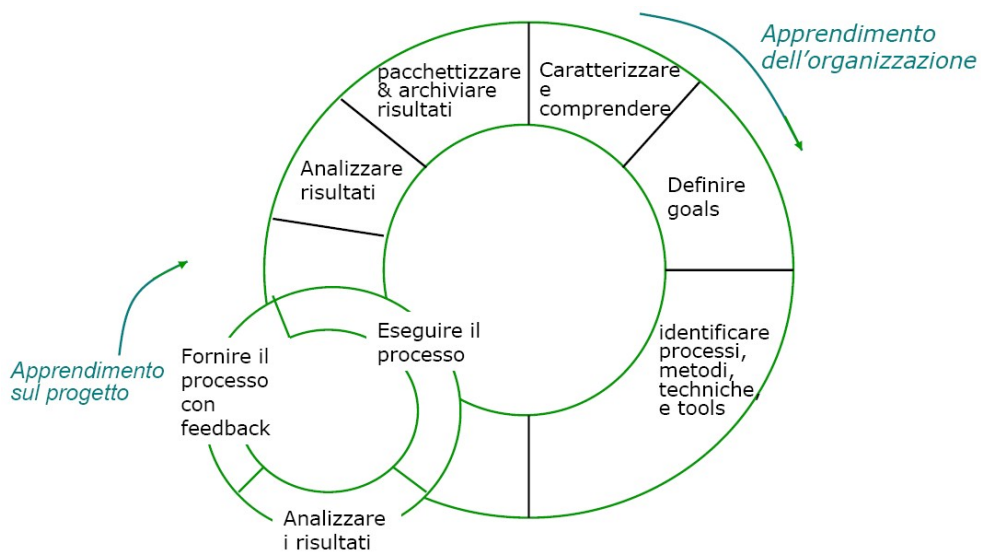 Apprendimento
dell'organizzazione
pacchettizzare
& archiviare
risultati
Caratterizzare
e
comprendere
Analizzare
risultati
Definire
goals
identificare
processi,
metodi,
techniche,
e tools
Eseguire il
processo
Fornire il
processo
con
feedback
Apprendimento
sul progetto
Analizzare
i risultati